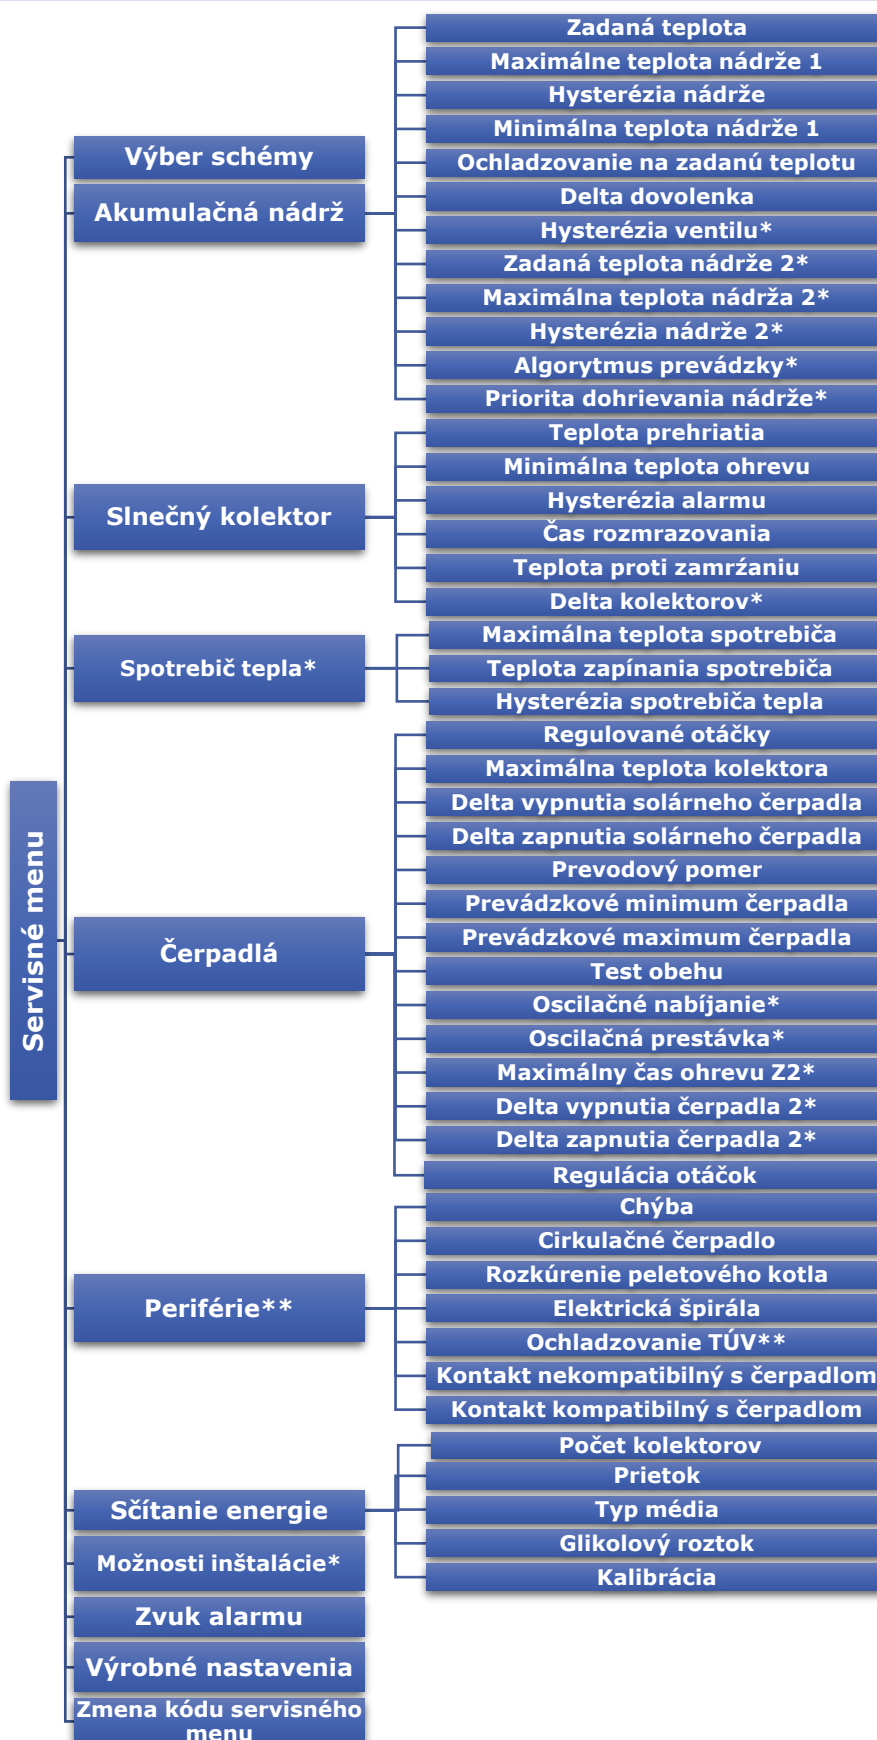 Servisné menu
Výber schémy
Akumulačná nádrž
Zadaná teplota
Maximálne teplota nádrže 1
Hysterézia nádrže
Minimálna teplota nádrže 1
Ochladzovanie na zadanú teplotu
Delta dovolenka
Hysterézia ventilu*
Zadaná teplota nádrže 2*
Maximálna teplota nádrža 2*
Hysterézia nádrže 2*
Algorytmus prevádzky*
Priorita dohrievania nádrže*
Slnečný kolektor
Teplota prehriatia
Minimálna teplota ohrevu
Hysterézia alarmu
Čas rozmrazovania
Teplota proti zamŕźaniu
Delta kolektorov*
Spotrebič tepla*
Maximálna teplota spotrebiča
Teplota zapínania spotrebiča
Hysterézia spotrebiča tepla
Čerpadlá
Regulované otáčky
Maximálna teplota kolektora
Delta vypnutia solárneho čerpadla
Delta zapnutia solárneho čerpadla
Prevodový pomer
Prevádzkové minimum čerpadla
Prevádzkové maximum čerpadla
Test obehu
Oscilačné nabíjanie*
Oscilačná prestávka*
Maximálny čas ohrevu Z2*
Delta vypnutia čerpadla 2*
Delta zapnutia čerpadla 2*
Regulácia otáčok
Periférie**
Chýba
Cirkulačné čerpadlo
Rozkúrenie peletového kotla
Elektrická špirála
Ochladzovanie TÚV**
Kontakt nekompatibilný s čerpadlom
Kontakt kompatibilný s čerpadlom
Sčítanie energie
Počet kolektorov
Prietok
Typ média
Glikolový roztok
Kalibrácia
Možnosti inštalácie*
Zvuk alarmu
Výrobné nastavenia
Zmena kódu servisného
menu